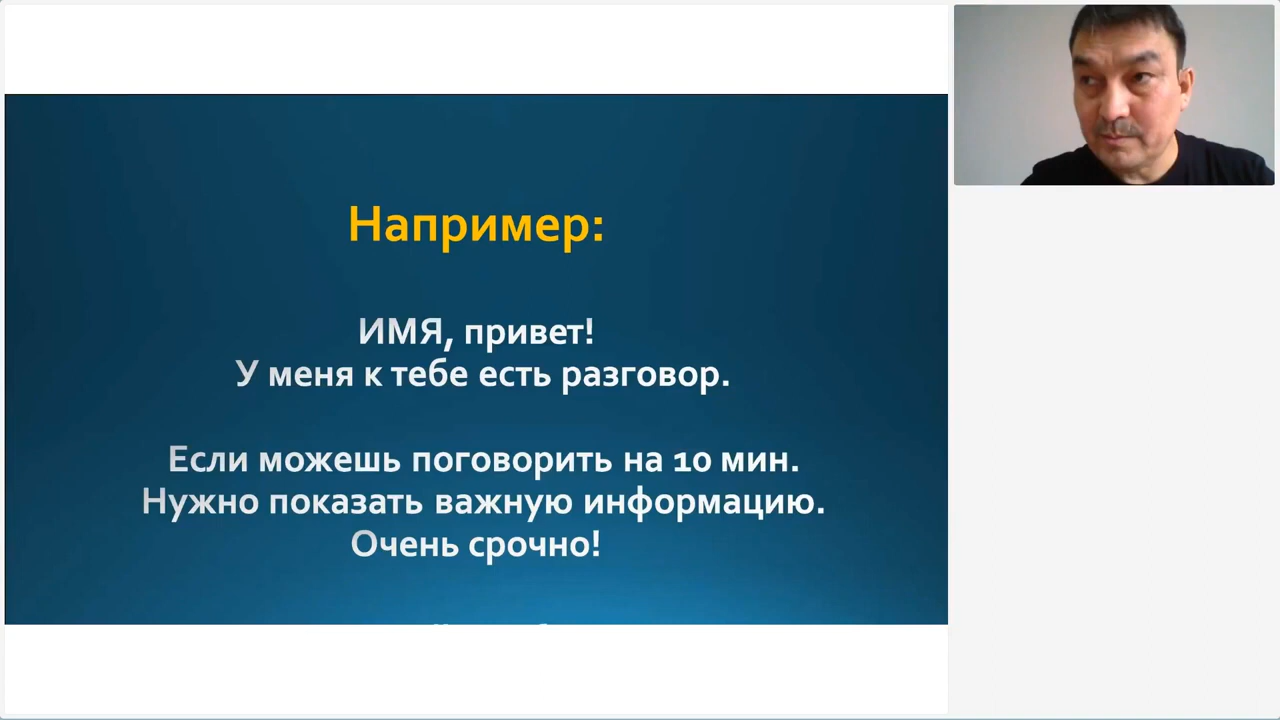 Например:
ИМЯ, привет!
У меня к тебе есть разговор.
Если можешь поговорить на 10 мин.
Нужно показать важную информацию.
Очень срочно!